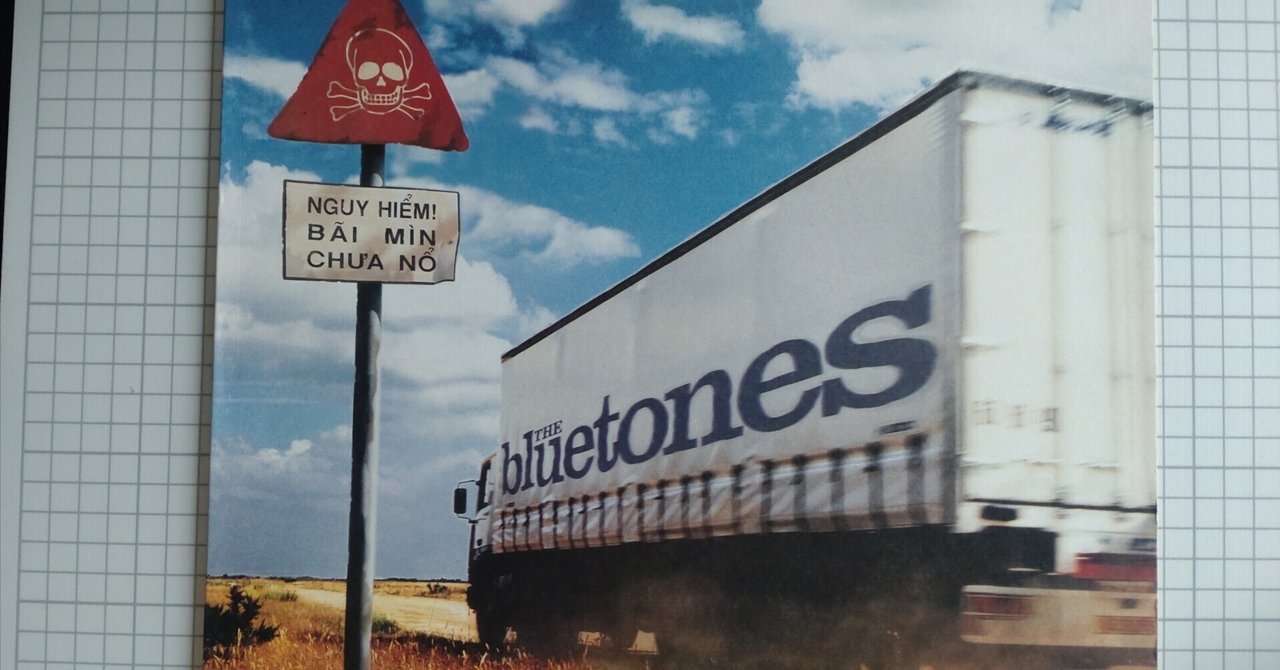 NGUY HIỂM!
BÃI MÌN
CHƯA NỔ
THE
bluetones